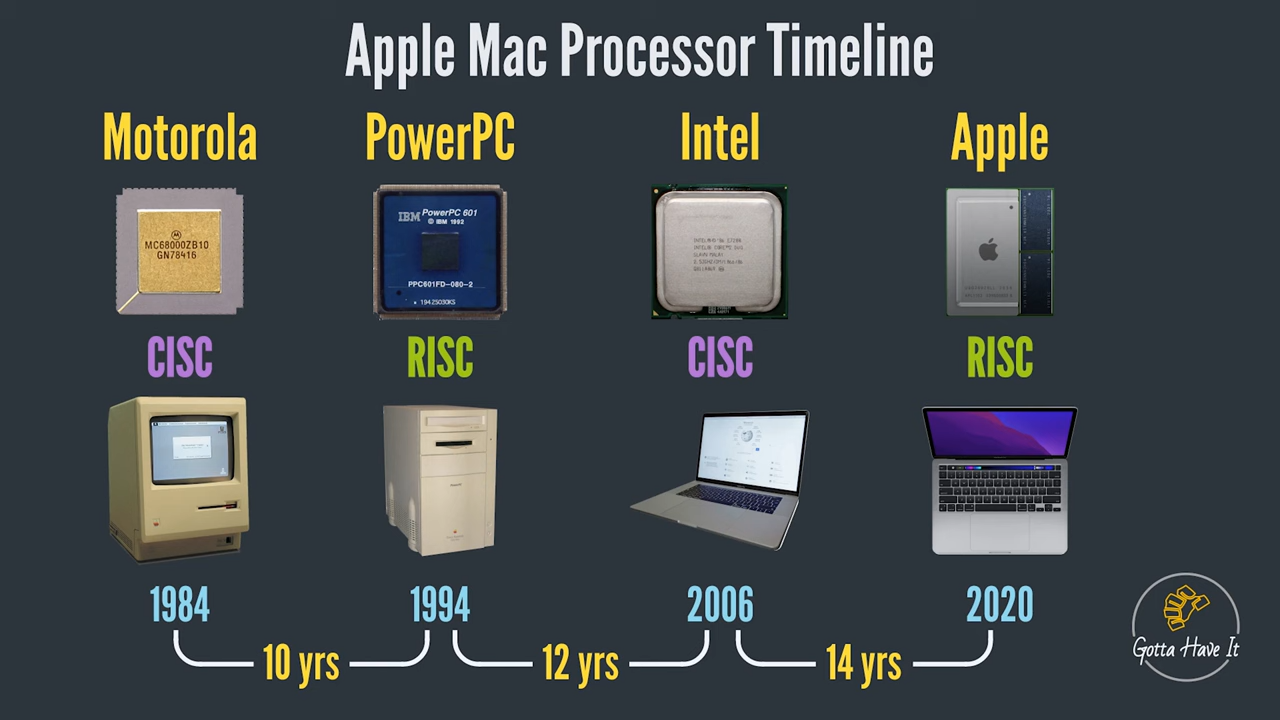 Apple Mac Processor Timeline
Motorola
PowerPC
Intel
Apple
MC68000ZB10
GN78416
IBM PowerPC 601
© IBM 1992
PPC601FD-080-2
CISC
RISC
CISC
RISC
1984
1994
2006
2020
10 yrs
12 yrs
14 yrs
Gotta Have It